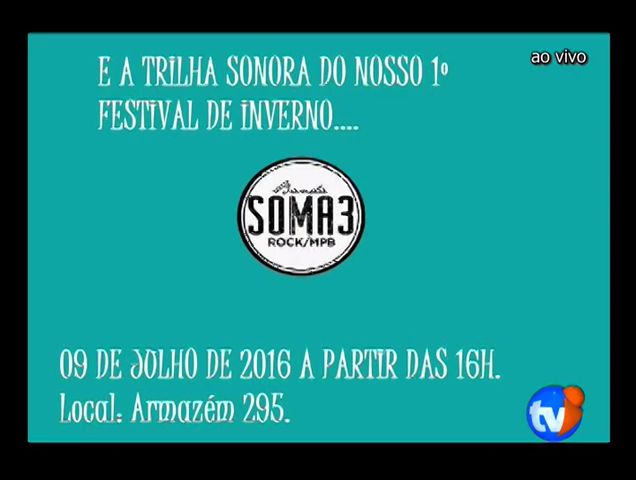 E A TRILHA SONORA DO NOSSO 1º
ao vivo
FESTIVAL DE INVERNO....
SOMA3
ROCK/MPB
09 DE JULHO DE 2016 A PARTIR DAS 16H.
Local: Armazém 295.
tv